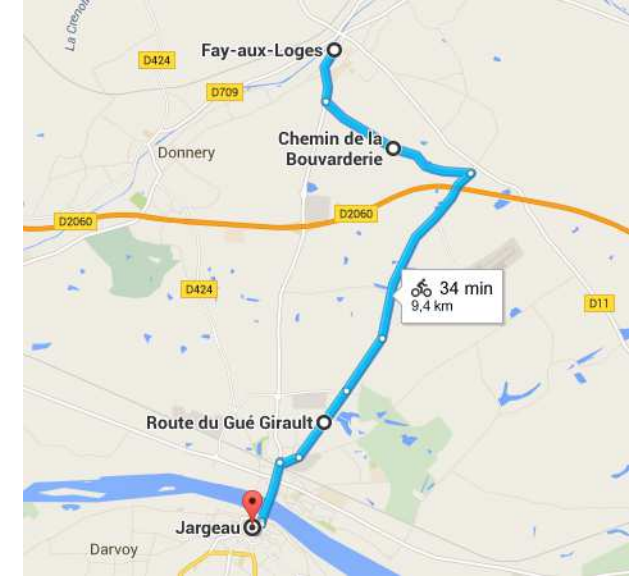 La Crenolle
Fay-aux-Loges
D424
D709
Chemin de la
Bouvarderie
Donnery
D2060
D2060
D424
34 min
9,4 km
D11
Route du Gué Girault
Jargeau
Darvoy